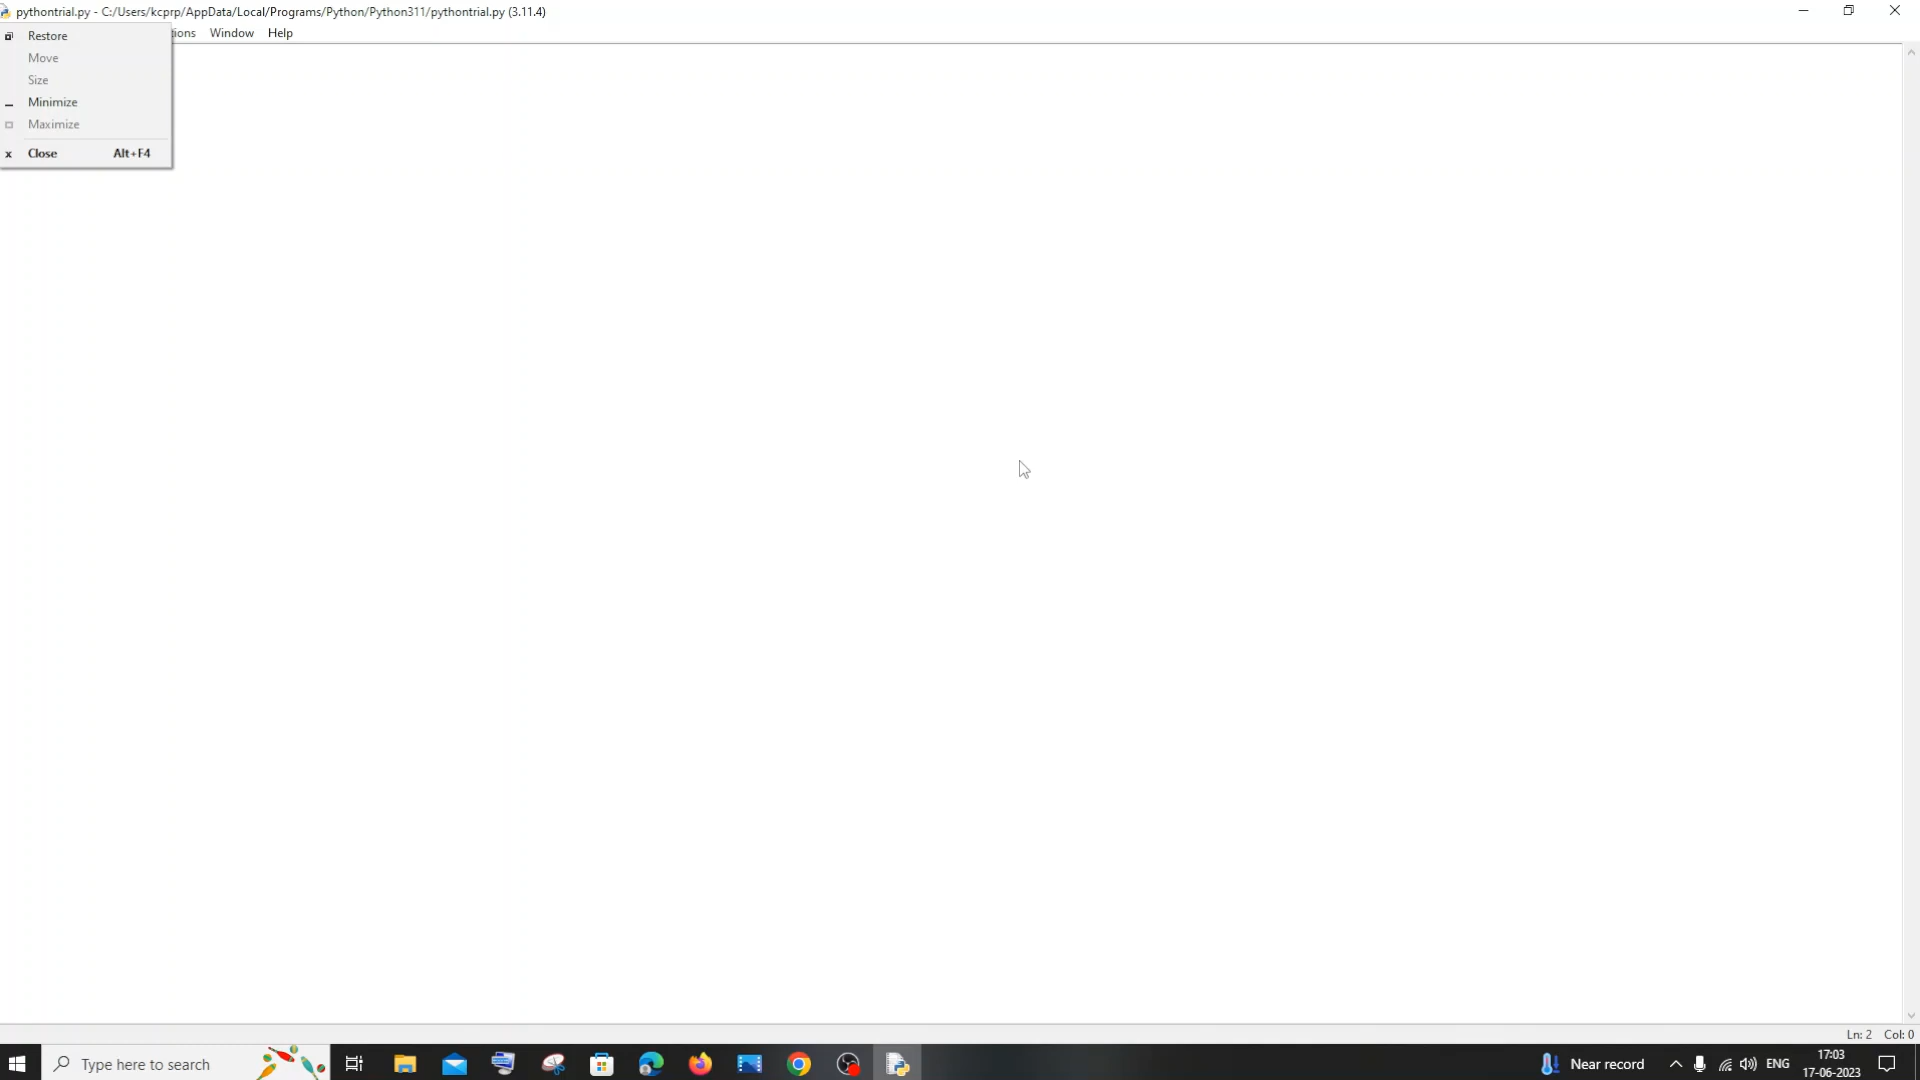 pythontrial.py - C:/Users/kcprp/AppData/Local/Programs/Python/Python311/pythontrial.py (3.11.4)
tions Window Help
Restore
Move
Size
Minimize
Maximize
Close Alt+F4
Ln: 2 Col: 0
Type here to search
Near record
ENG
17:03
17-06-2023